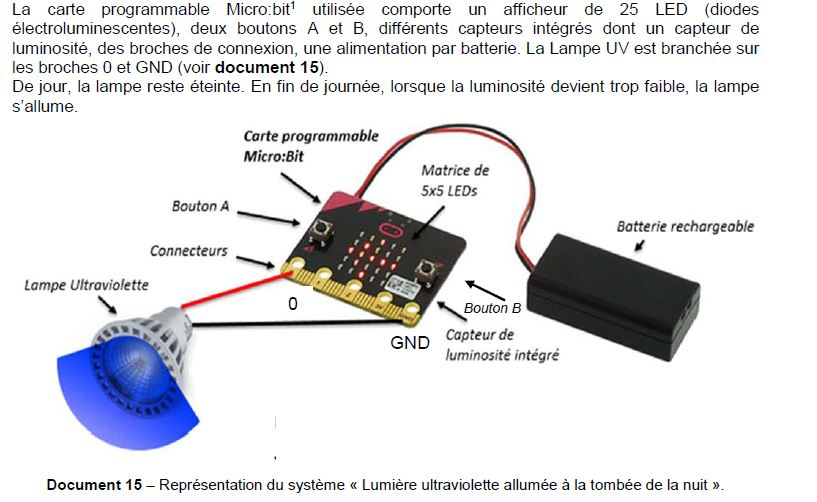 La carte programmable Micro:bit¹ utilisée comporte un afficheur de 25 LED (diodes
électroluminescentes), deux boutons A et B, différents capteurs intégrés dont un capteur de
luminosité, des broches de connexion, une alimentation par batterie. La Lampe UV est branchée sur
les broches 0 et GND (voir document 15).
De jour, la lampe reste éteinte. En fin de journée, lorsque la luminosité devient trop faible, la lampe
s'allume.
Carte programmable
Micro:Bit
Matrice de
5x5 LEDs
Bouton A
Batterie rechargeable
Connecteurs
Lampe Ultraviolette
0
Bouton B
GND
Capteur de
luminosité intégré
Document 15 – Représentation du système « Lumière ultraviolette allumée à la tombée de la nuit ».